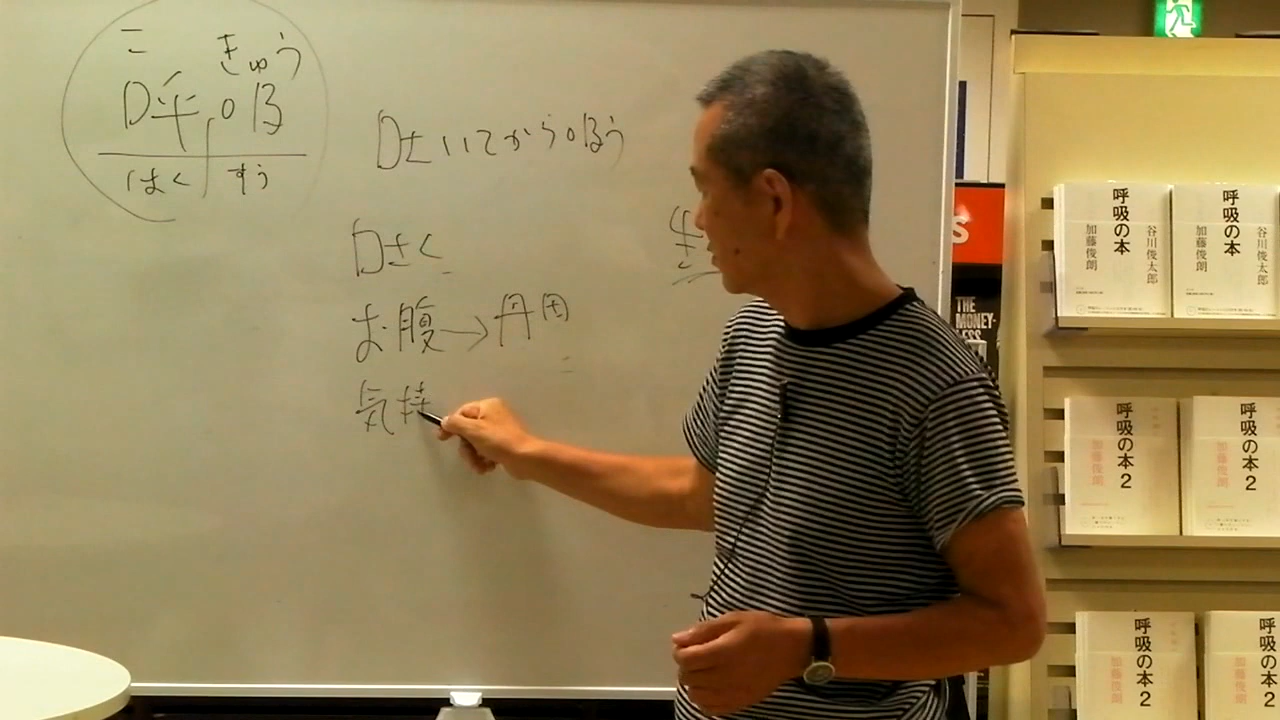 こ きゅう
呼吸
はく すう
吐いてから吸う
吐く
お腹→丹田
気持
生
S
THE
MONEY-
LESS
呼吸の本
谷川俊太郎
加藤俊朗
呼吸の本
谷川俊太郎
加藤俊朗
呼吸の本2
加藤俊朗
呼吸の本2
加藤俊朗
呼吸の本2
加藤俊朗
呼吸の本2
加藤俊朗